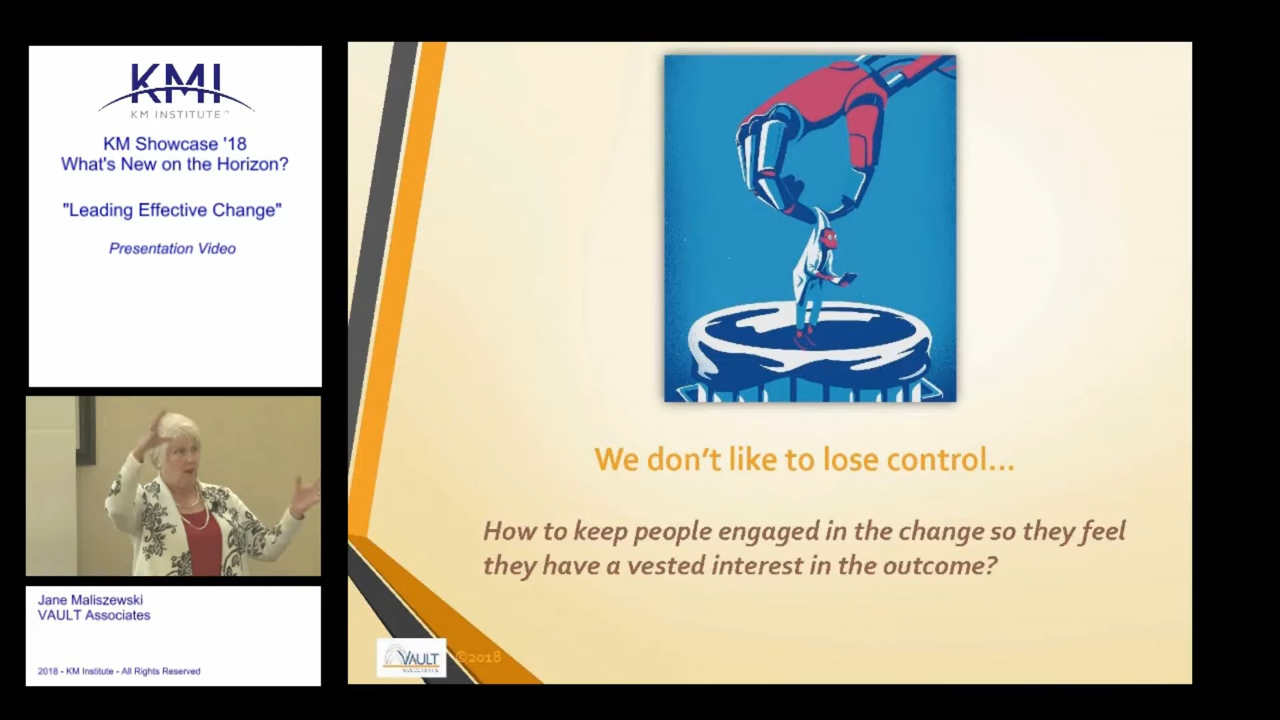 KMI
KM INSTITUTE
KM Showcase '18
What's New on the Horizon?
"Leading Effective Change"
Presentation Video
Jane Maliszewski
VAULT Associates
2018 - KM Institute - All Rights Reserved
We don't like to lose control...
How to keep people engaged in the change so they feel
they have a vested interest in the outcome?
VAULT
©2018